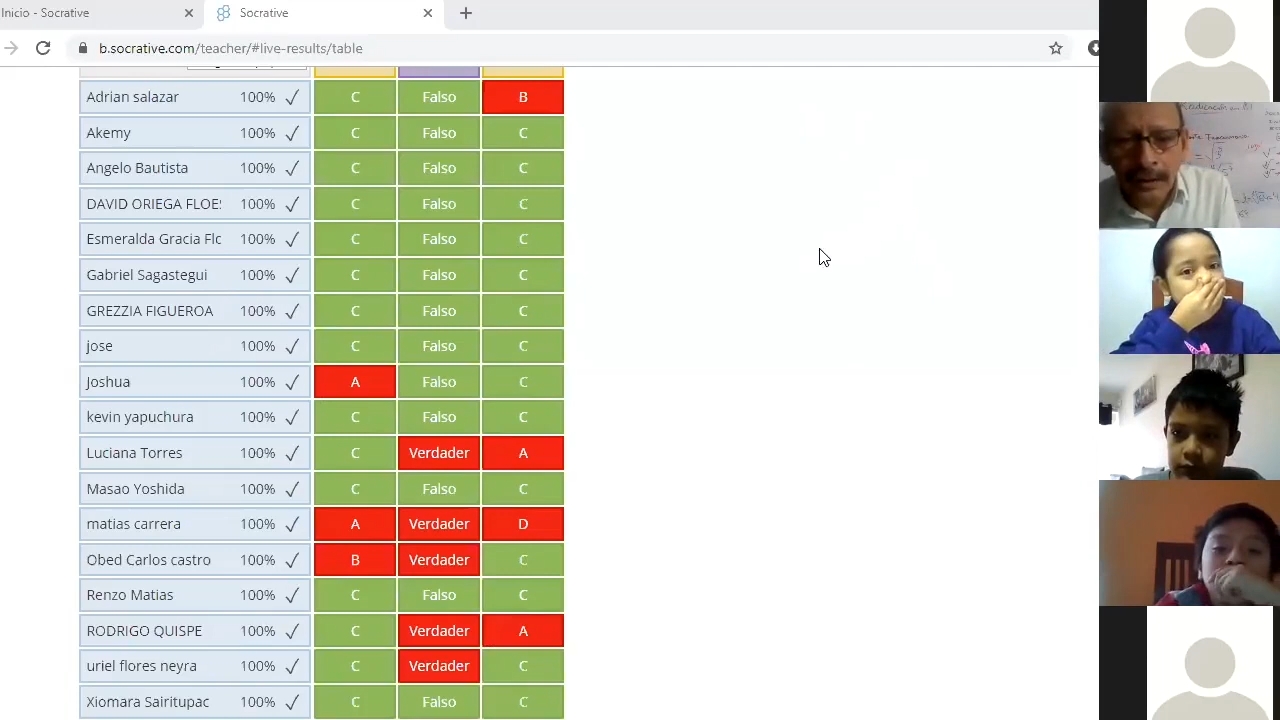 Inicio - Socrative
Socrative
b.socrative.com/teacher/#live-results/table
Adrian salazar 100% C Falso B
Akemy 100% C Falso C
Angelo Bautista 100% C Falso C
DAVID ORIEGA FLOE 100% C Falso C
Esmeralda Gracia Flc 100% C Falso C
Gabriel Sagastegui 100% C Falso C
GREZZIA FIGUEROA 100% C Falso C
jose 100% C Falso C
Joshua 100% A Falso C
kevin yapuchura 100% C Falso C
Luciana Tipo 100% C Verdader A
Masao Yoshida 100% C Falso C
matias carrera 100% A Verdader D
Obed Canov castro 100% B Verdader C
Renzo Matias 100% C Falso C
RODRIGO QUISPE 100% C Verdader A
uriel flores neyra 100% C Verdader C
Xiomara Saritupac 100% C Falso C